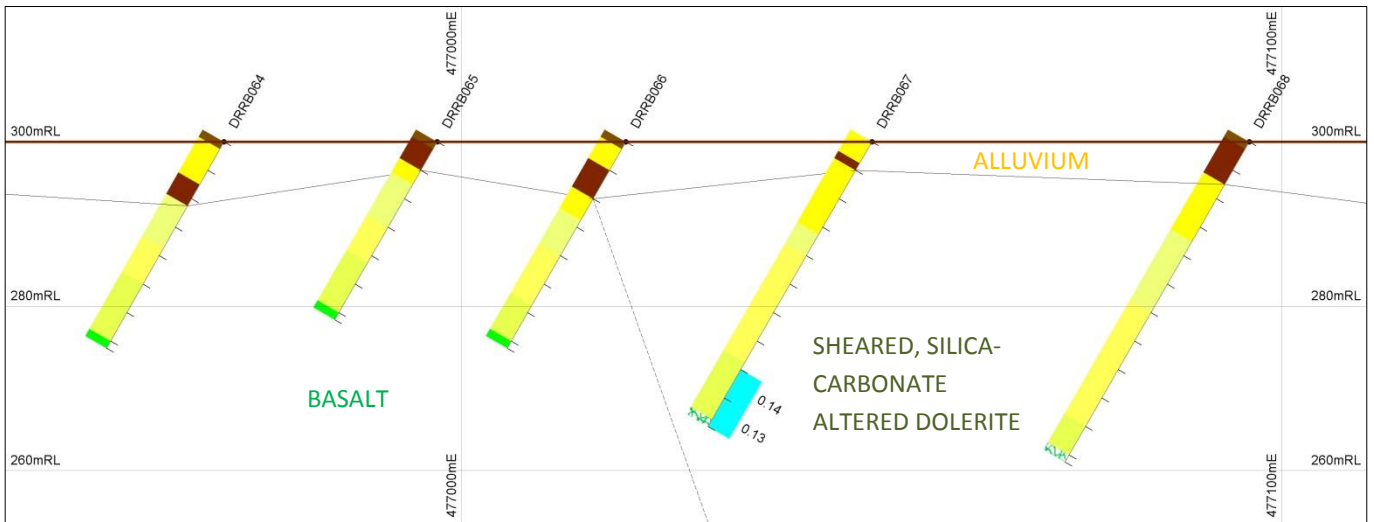 477000mE
477100mE
DRRB064
DRRB065
DRRB066
DRRB067
DRRB068
300mRL
300mRL
ALLUVIUM
280mRL
280mRL
SHEARED, SILICA-
CARBONATE
ALTERED DOLERITE
BASALT
0.14
0.13
260mRL
260mRL
477000mE
477100mE